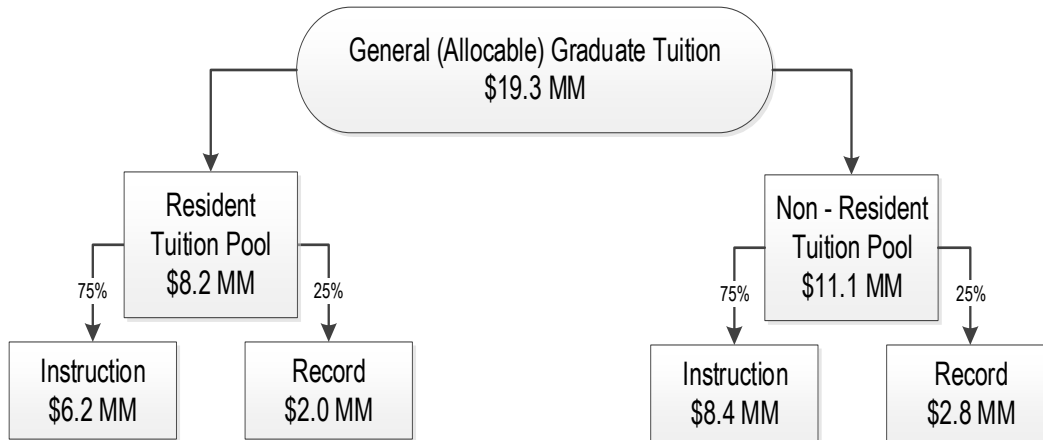 General (Allocable) Graduate Tuition
$19.3 MM
Resident
Tuition Pool
$8.2 MM
Non - Resident
Tuition Pool
$11.1 MM
75%
25%
75%
25%
Instruction
$6.2 MM
Record
$2.0 MM
Instruction
$8.4 MM
Record
$2.8 MM